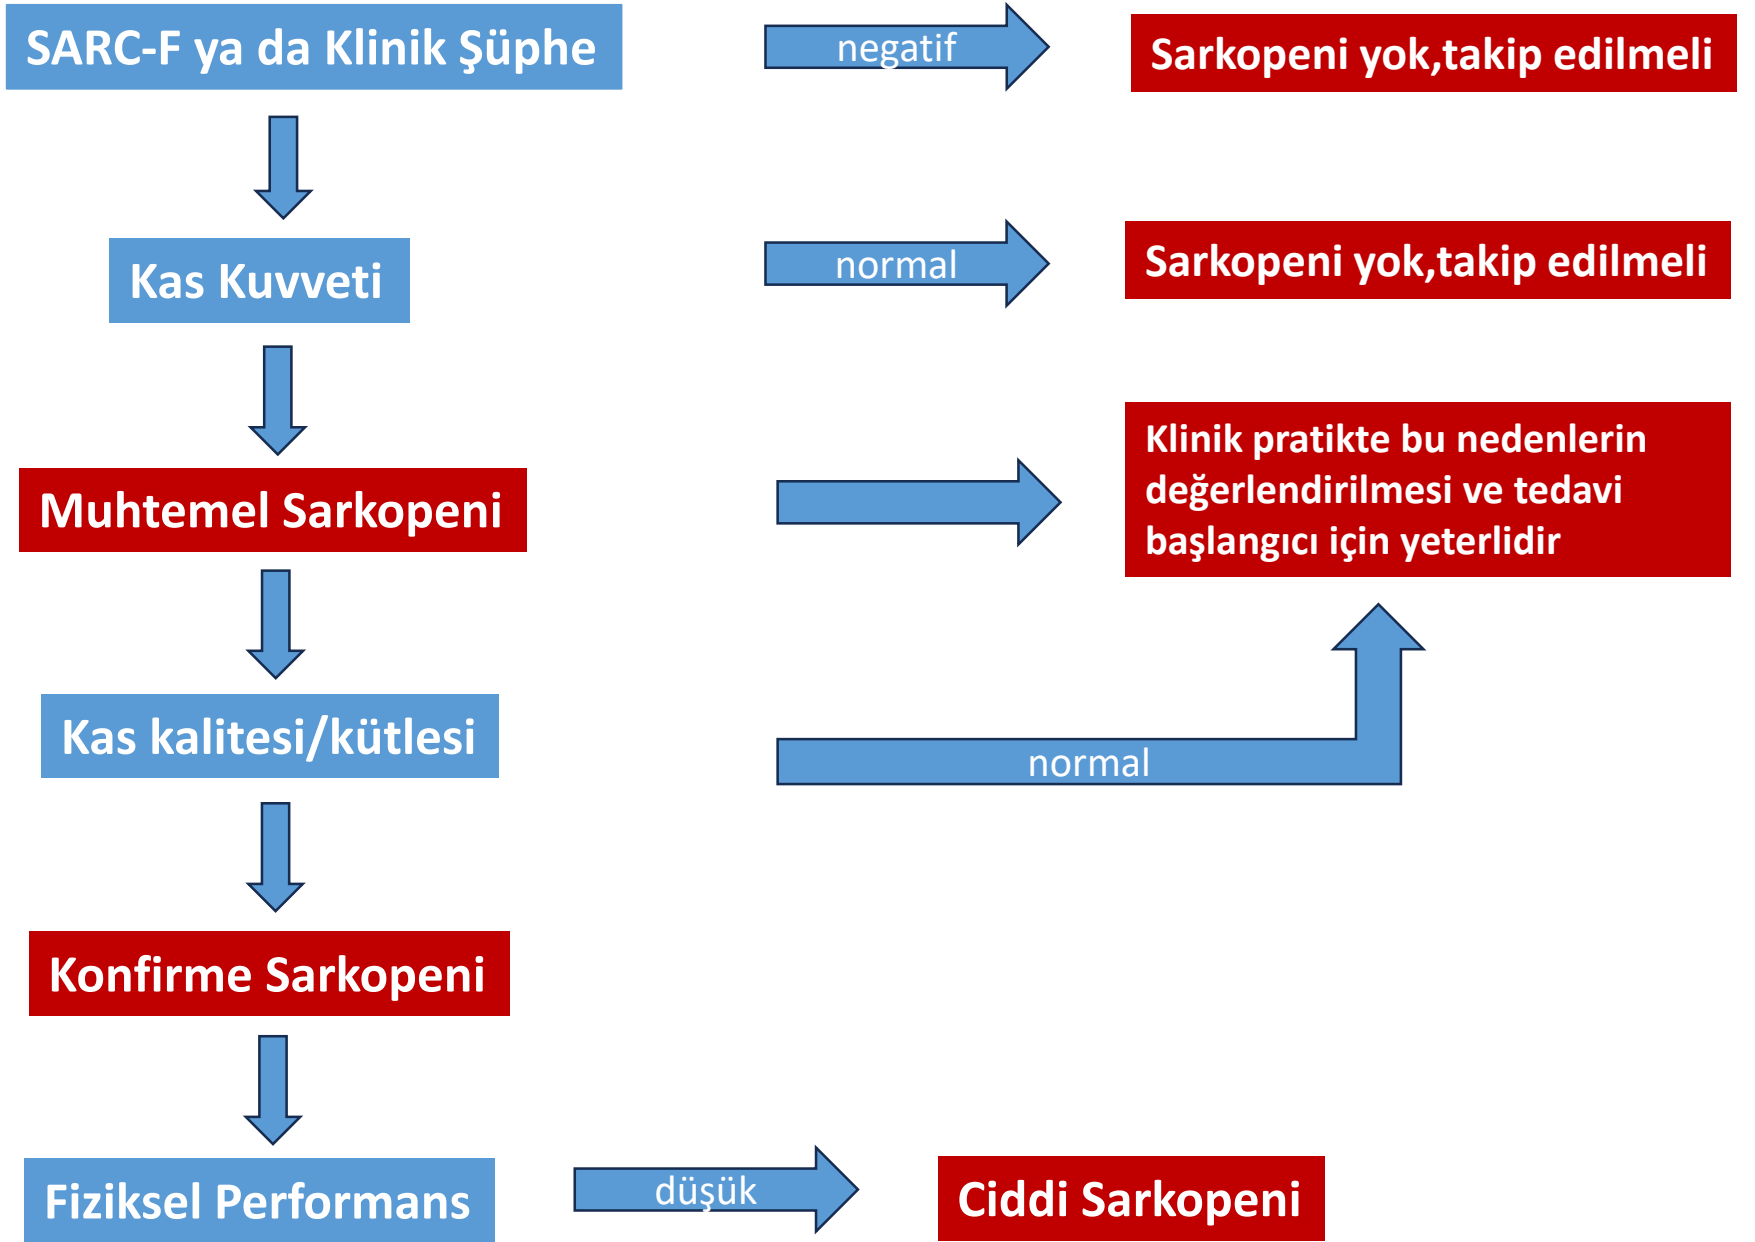 SARC-F ya da Klinik Şüphe
negatif
Sarkopeni yok,takip edilmeli
Kas Kuvveti
normal
Sarkopeni yok,takip edilmeli
Muhtemel Sarkopeni
Klinik pratikte bu nedenlerin
değerlendirilmesi ve tedavi
başlangıcı için yeterlidir
Kas kalitesi/kütlesi
normal
Konfirme Sarkopeni
Fiziksel Performans
düşük
Ciddi Sarkopeni